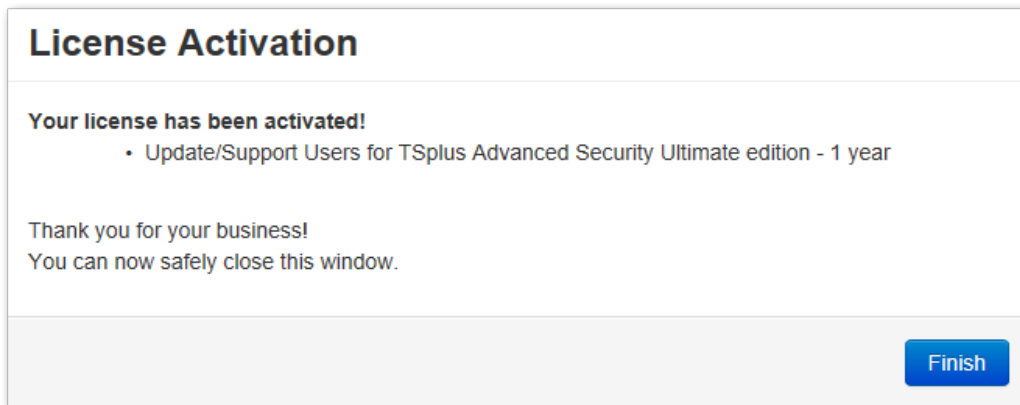 License Activation
Your license has been activated!
• Update/Support Users for TSplus Advanced Security Ultimate edition - 1 year
Thank you for your business!
You can now safely close this window.
Finish